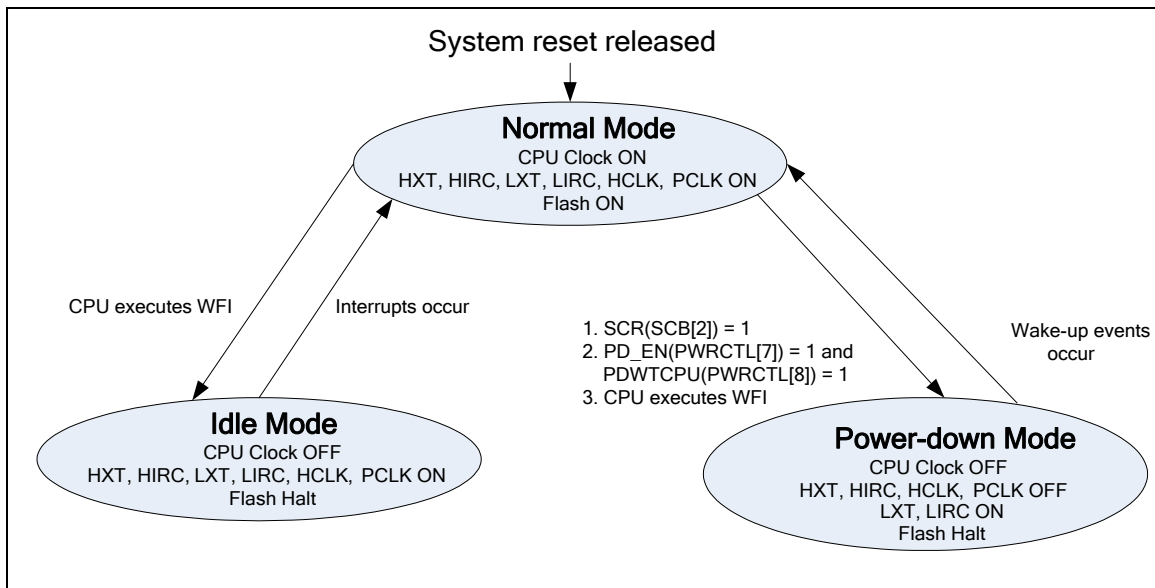 System reset released
Normal Mode
CPU Clock ON
HXT, HIRC, LXT, LIRC, HCLK, PCLK ON
Flash ON
CPU executes WFI
Interrupts occur
1. SCR(SCB[2]) = 1
2. PD_EN(PWRCTL[7]) = 1 and
PDWTCPU(PWRCTL[8]) = 1
3. CPU executes WFI
Wake-up events
occur
Idle Mode
CPU Clock OFF
HXT, HIRC, LXT, LIRC, HCLK, PCLK ON
Flash Halt
Power-down Mode
CPU Clock OFF
HXT, HIRC, HCLK, PCLK OFF
LXT, LIRC ON
Flash Halt